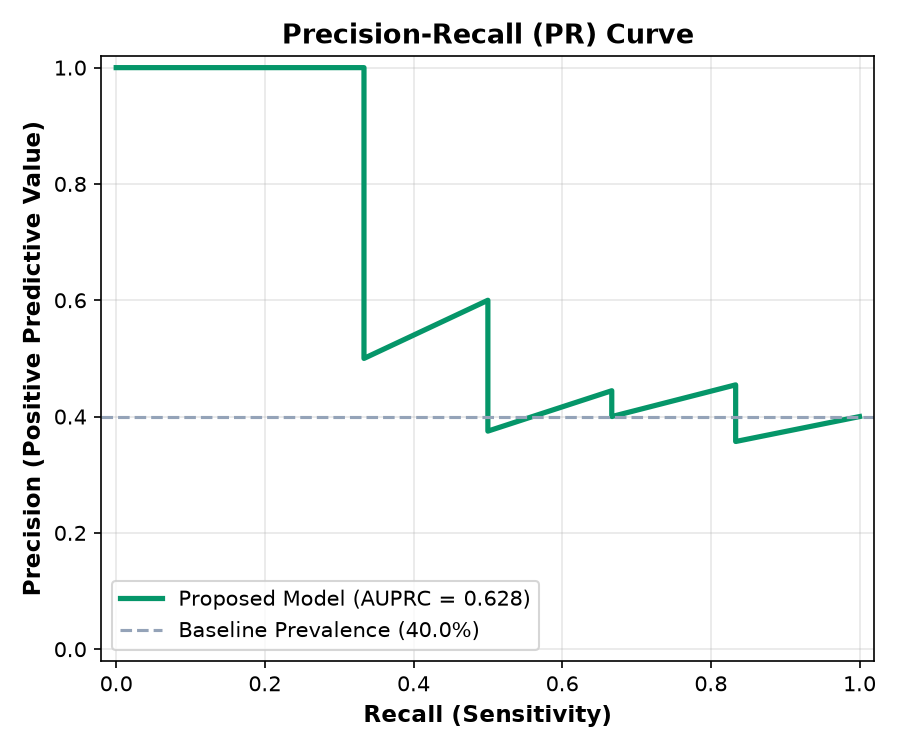 Precision-Recall (PR) Curve
Precision (Positive Predictive Value)
1.0
0.8
0.6
0.4
0.2
0.0
Proposed Model (AUPRC = 0.628)
Baseline Prevalence (40.0%)
0.0 0.2 0.4 0.6 0.8 1.0
Recall (Sensitivity)